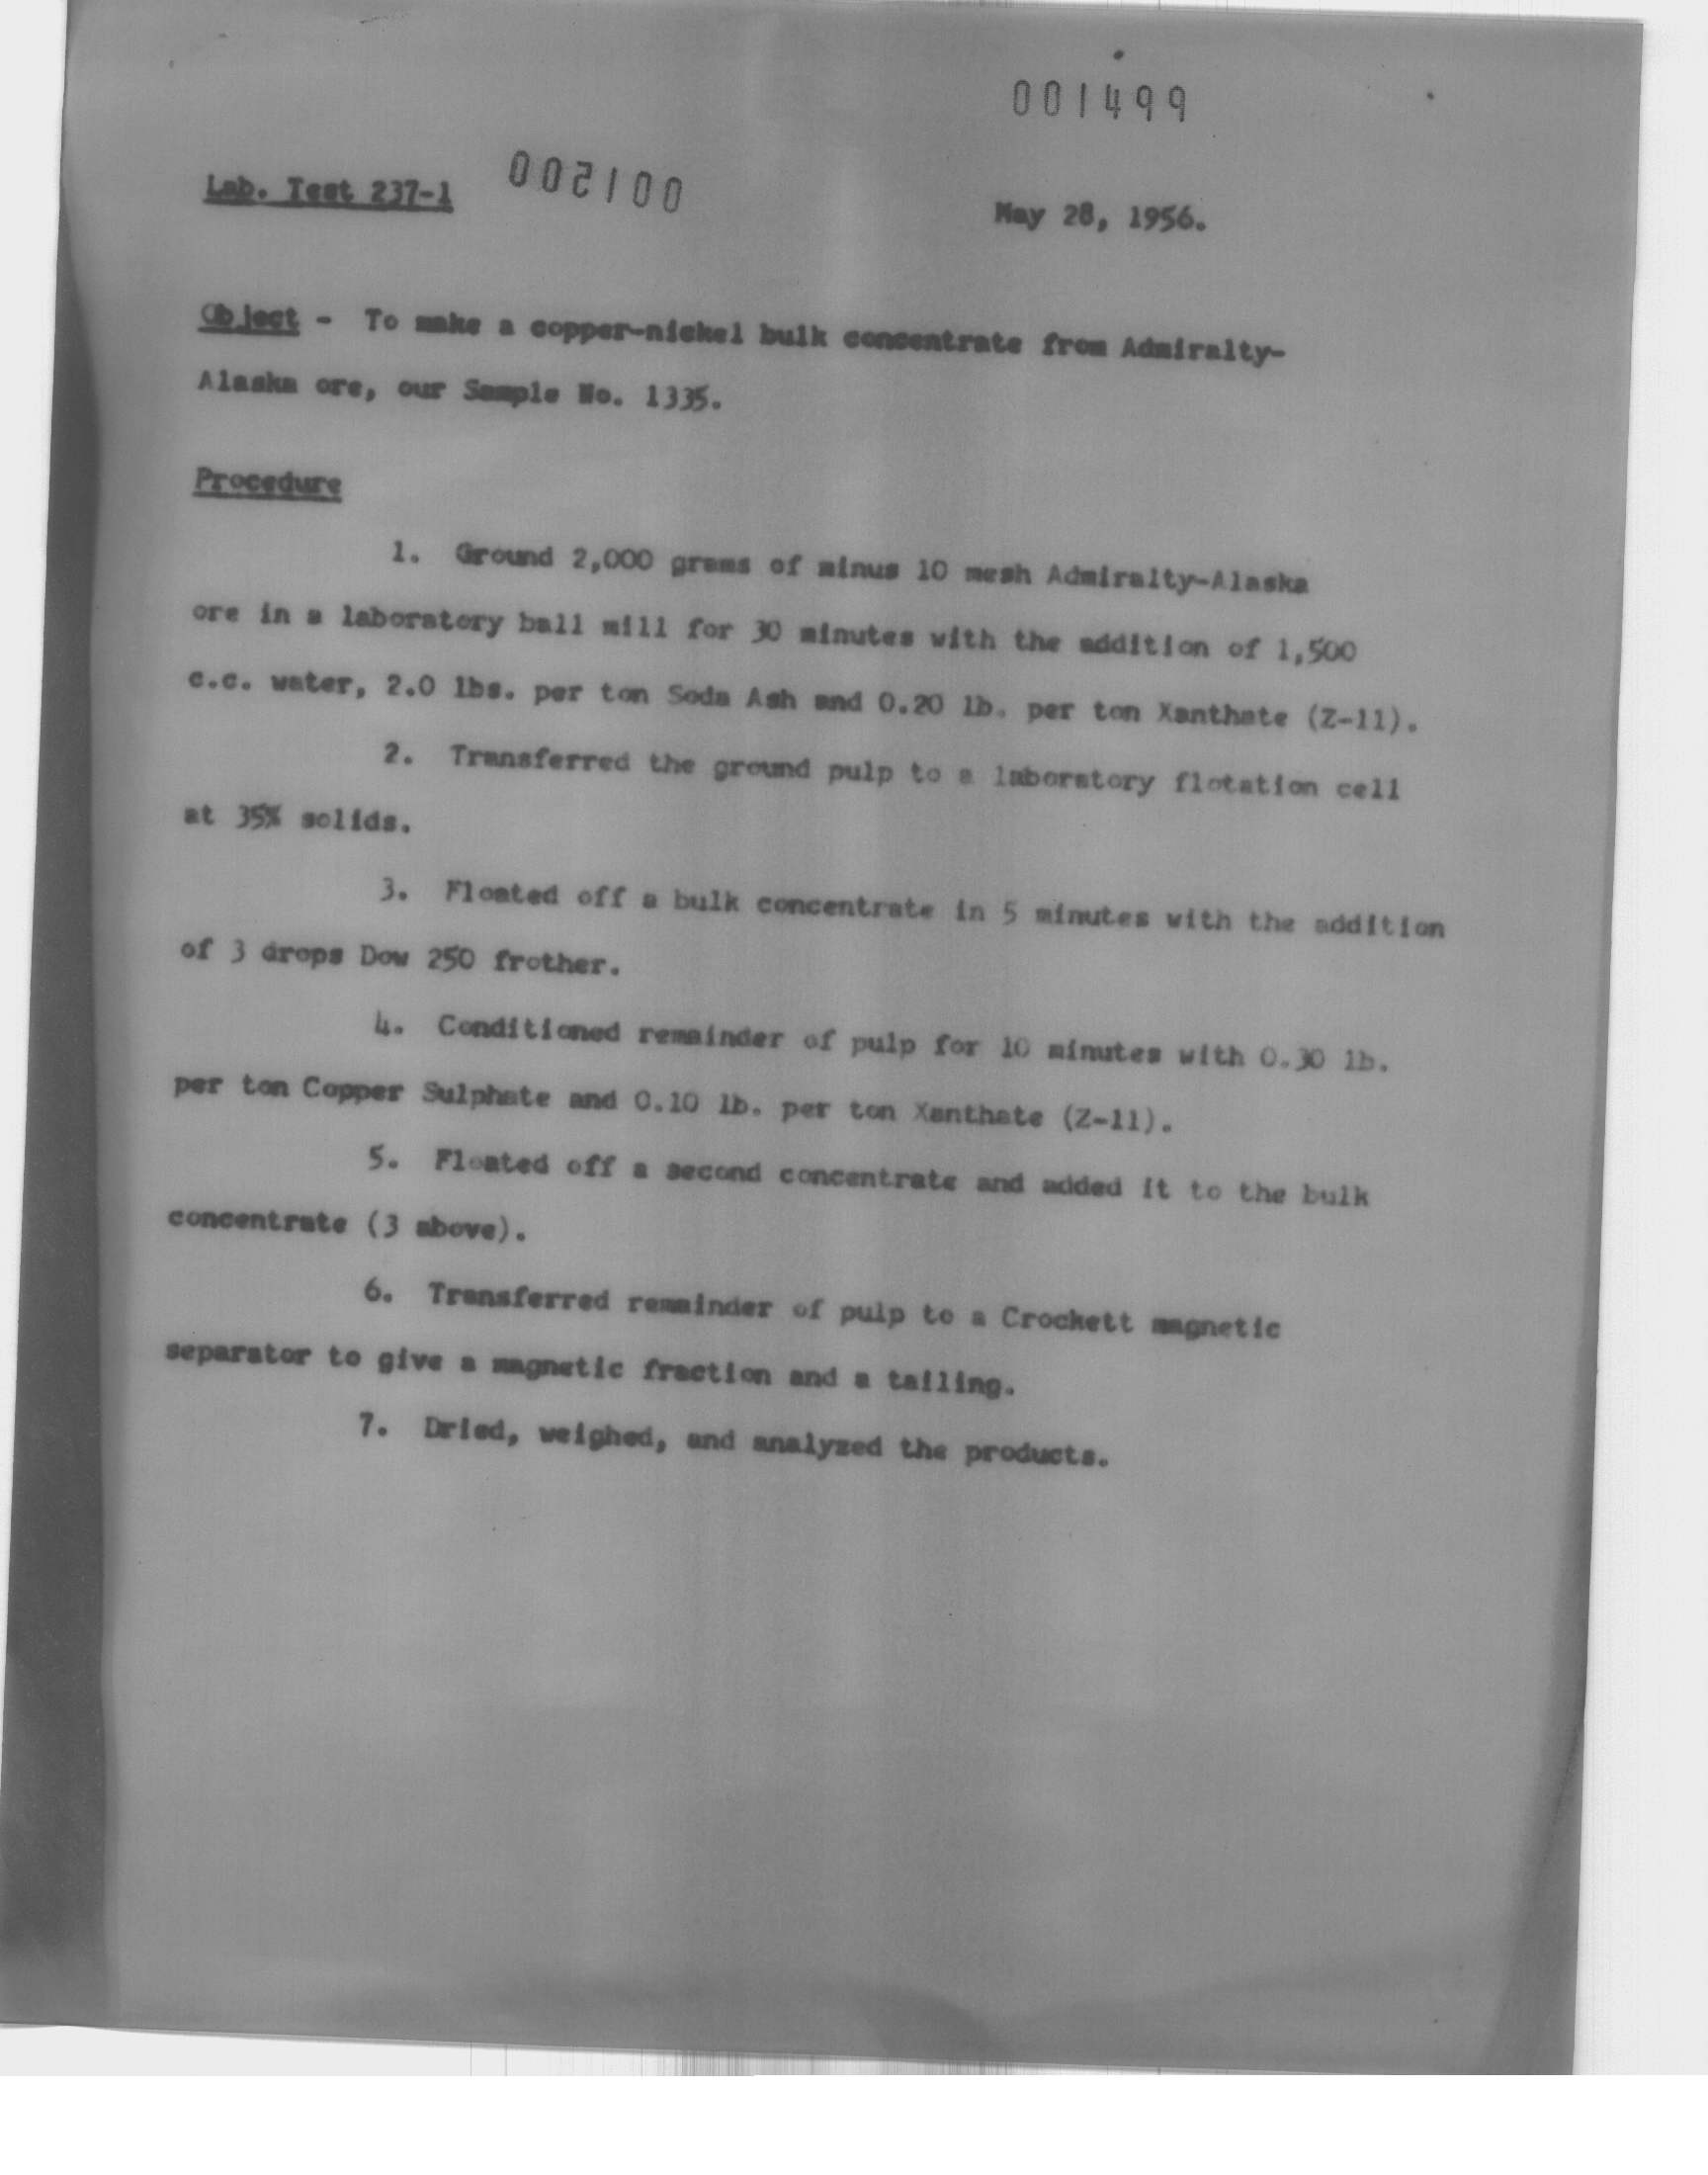 001499
Lab. Test 237-1
002100
May 28, 1956.
Object - To make a copper-nickel bulk concentrate from Admiralty-
Alaska ore, our Sample No. 1335.
Procedure
1. Ground 2,000 grams of minus 10 mesh Admiralty-Alaska
ore in a laboratory ball mill for 30 minutes with the addition of 1,500
c.c. water, 2.0 lbs. per ton Soda Ash and 0.20 lb. per ton Xanthate (Z-11).
2. Transferred the ground pulp to a laboratory flotation cell
at 35% solids.
3. Floated off a bulk concentrate in 5 minutes with the addition
of 3 drops Dow 250 frother.
4. Conditioned remainder of pulp for 10 minutes with 0.30 lb.
per ton Copper Sulphate and 0.10 lb. per ton Xanthate (Z-11).
5. Floated off a second concentrate and added it to the bulk
concentrate (3 above).
6. Transferred remainder of pulp to a Crockett magnetic
separator to give a magnetic fraction and a tailing.
7. Dried, weighed, and analyzed the products.